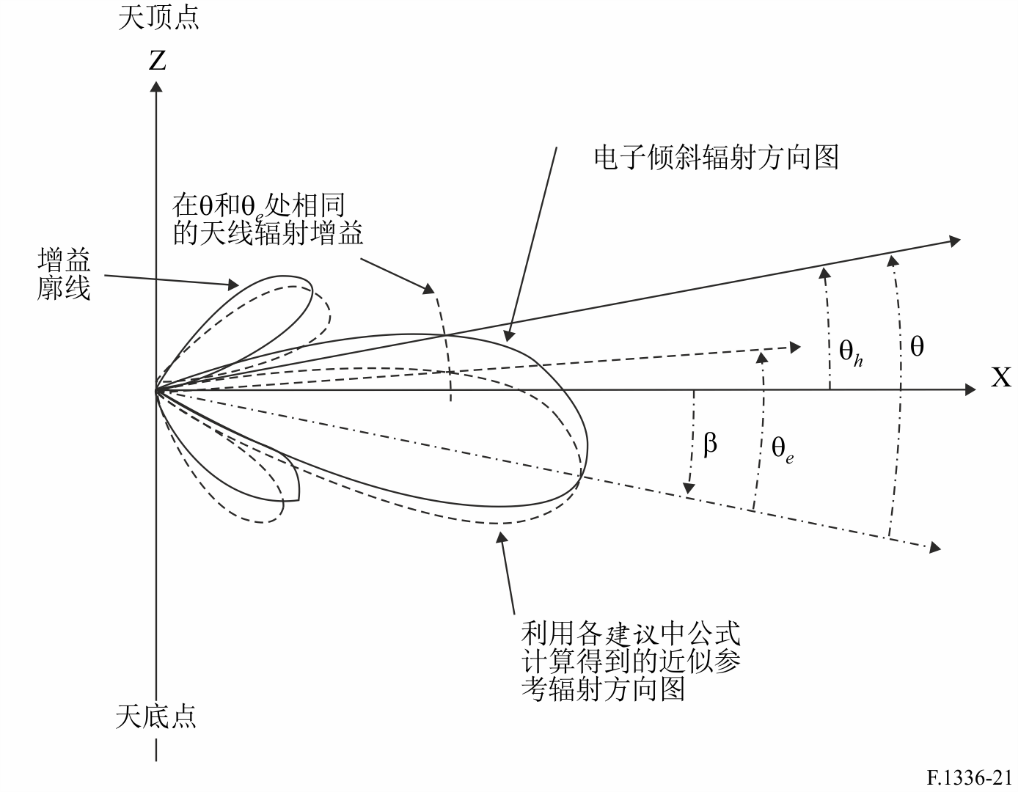 天顶点
Z
电子倾斜辐射方向图
在θ和θe处相同
的天线辐射增益
增益
廓线
θh
θ
X
β
θe
利用各建议中公式
计算得到的近似参
考辐射方向图
天底点
F.1336-21